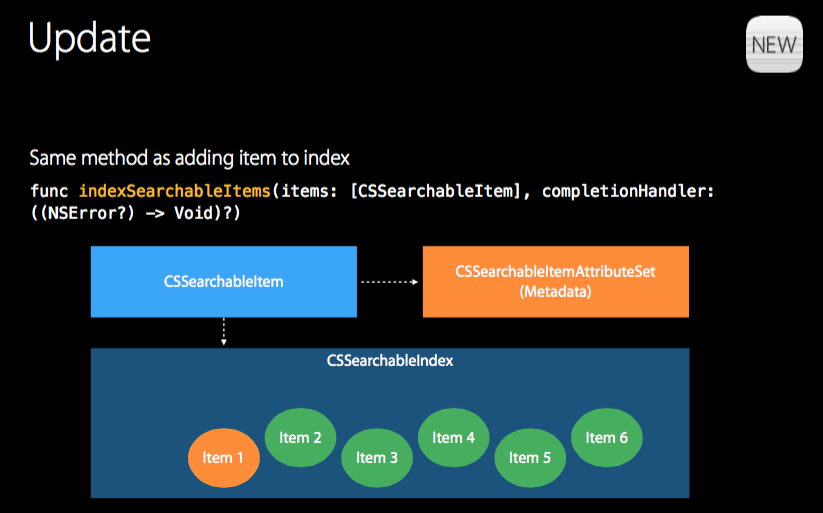 Update
NEW
Same method as adding item to index
func indexSearchableItems(items: [CSSearchableItem], completionHandler:
((NSError?) -> Void)?)
CSSearchableItem
CSSearchableItemAttributeSet
(Metadata)
CSSearchableIndex
Item 1
Item 2
Item 3
Item 4
Item 5
Item 6